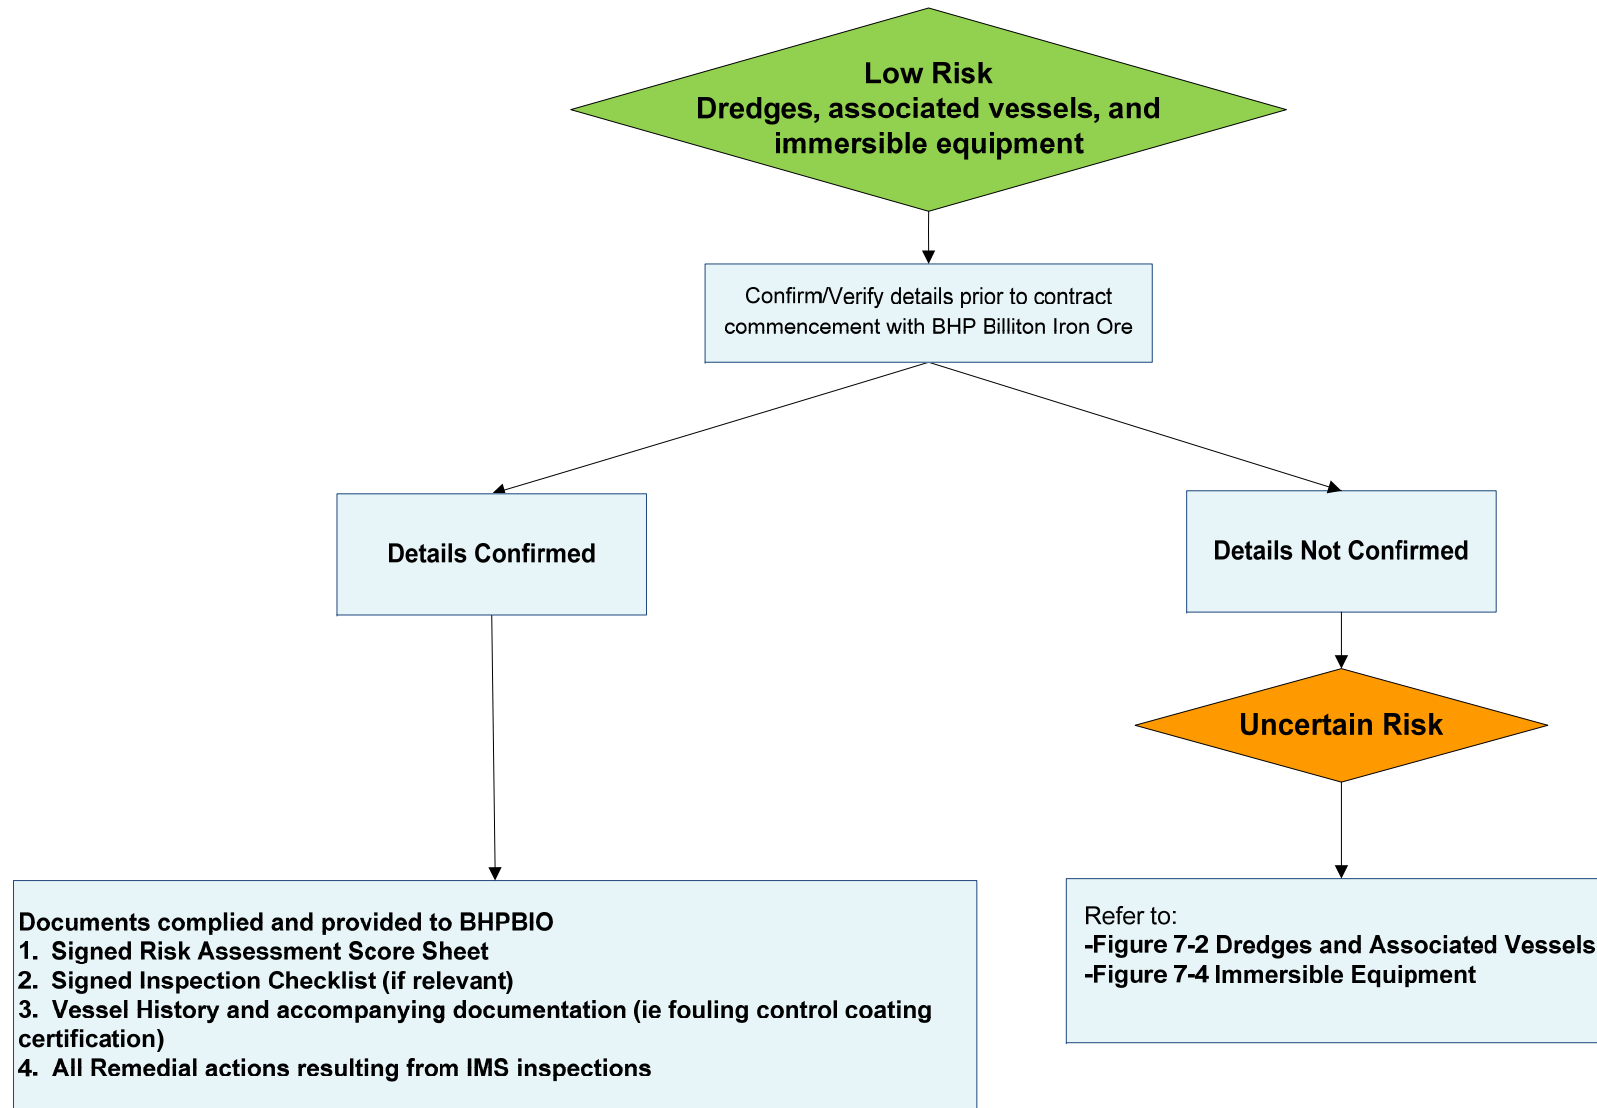 Low Risk
Dredges, associated vessels, and
immersible equipment
Confirm/Verify details prior to contract
commencement with BHP Billiton Iron Ore
Details Confirmed
Details Not Confirmed
Uncertain Risk
Documents complied and provided to BHPBIO
1. Signed Risk Assessment Score Sheet
2. Signed Inspection Checklist (if relevant)
3. Vessel History and accompanying documentation (ie fouling control coating
certification)
4. All Remedial actions resulting from IMS inspections
Refer to:
-Figure 7-2 Dredges and Associated Vessels
-Figure 7-4 Immersible Equipment